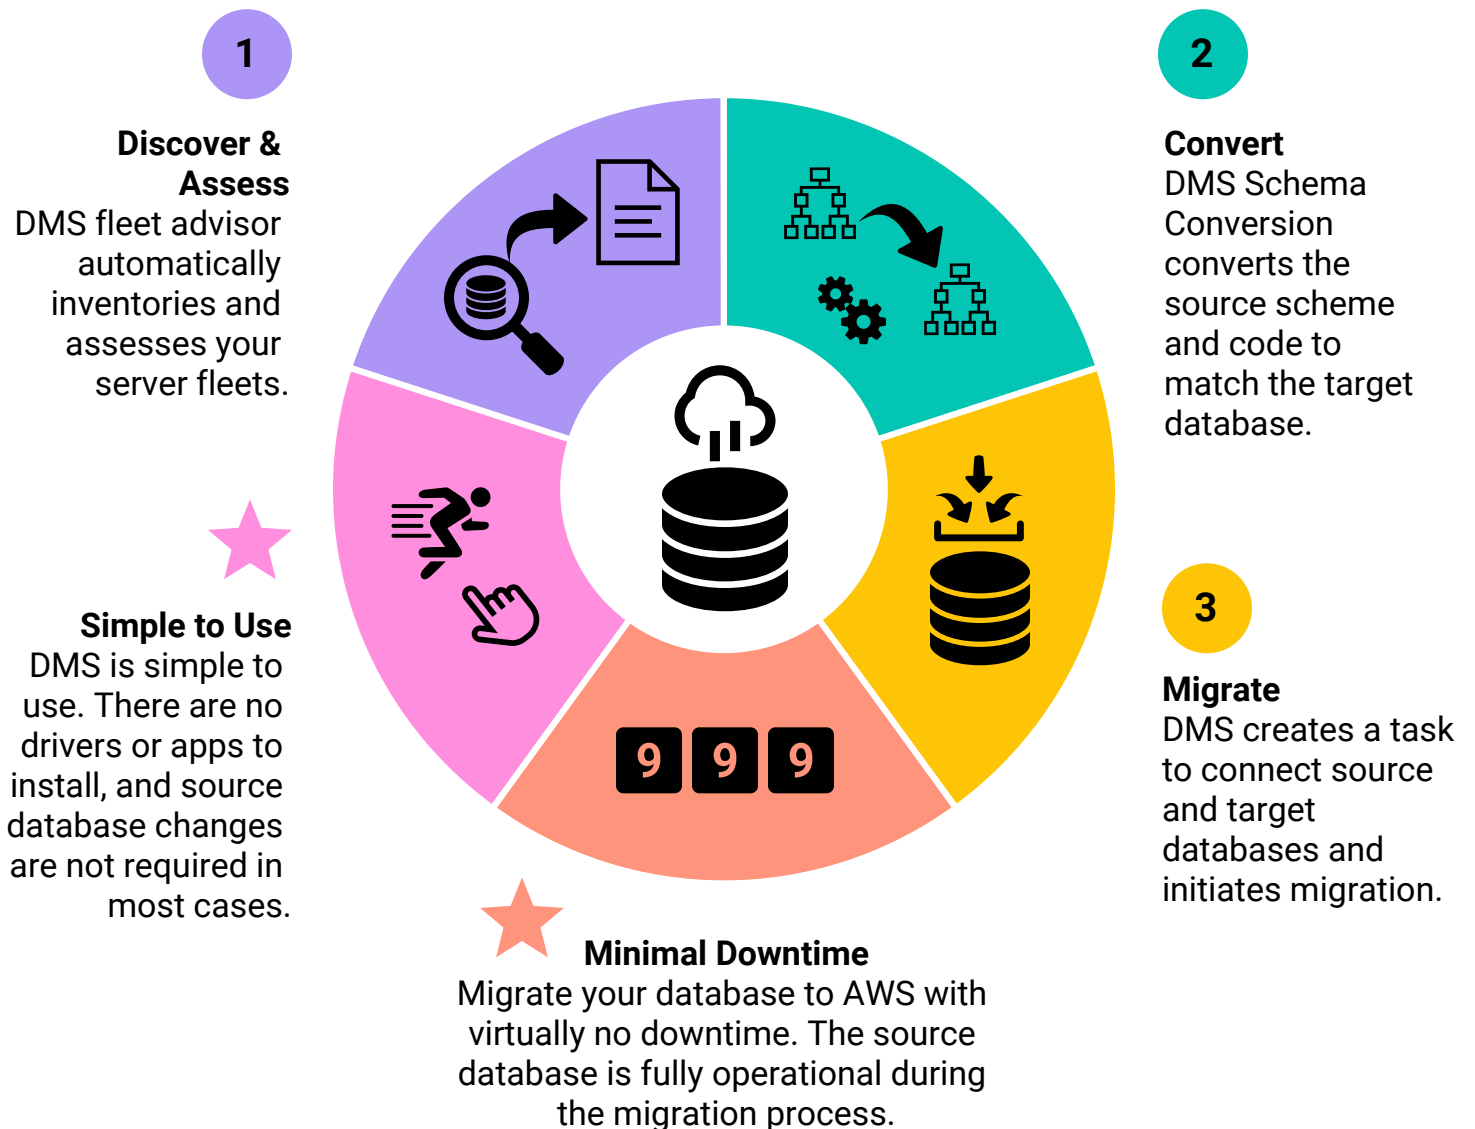 1
Discover &
Assess
DMS fleet advisor
automatically
inventories and
assesses your
server fleets.
2
Convert
DMS Schema
Conversion
converts the
source scheme
and code to
match the target
database.
3
Migrate
DMS creates a task
to connect source
and target
databases and
initiates migration.
9 9 9
Minimal Downtime
Migrate your database to AWS with
virtually no downtime. The source
database is fully operational during
the migration process.
Simple to Use
DMS is simple to
use. There are no
drivers or apps to
install, and source
database changes
are not required in
most cases.